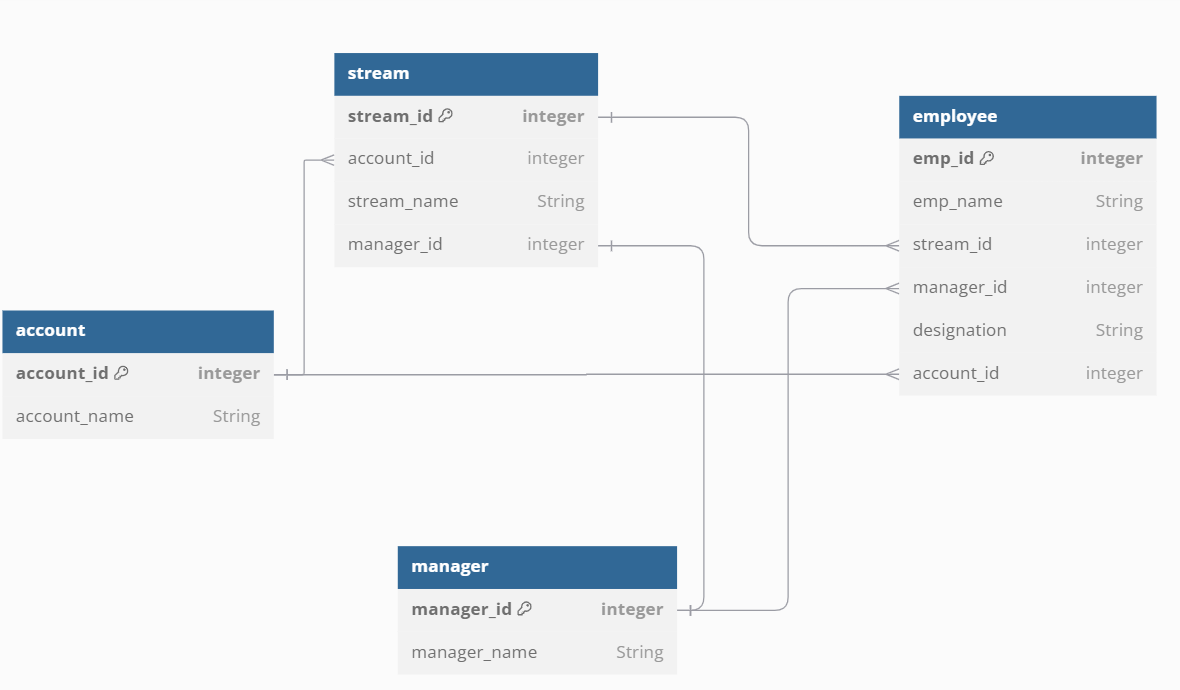 stream
stream_id integer
account_id integer
stream_name String
manager_id integer
employee
emp_id integer
emp_name String
stream_id integer
manager_id integer
designation String
account_id integer
account
account_id integer
account_name String
manager
manager_id integer
manager_name String